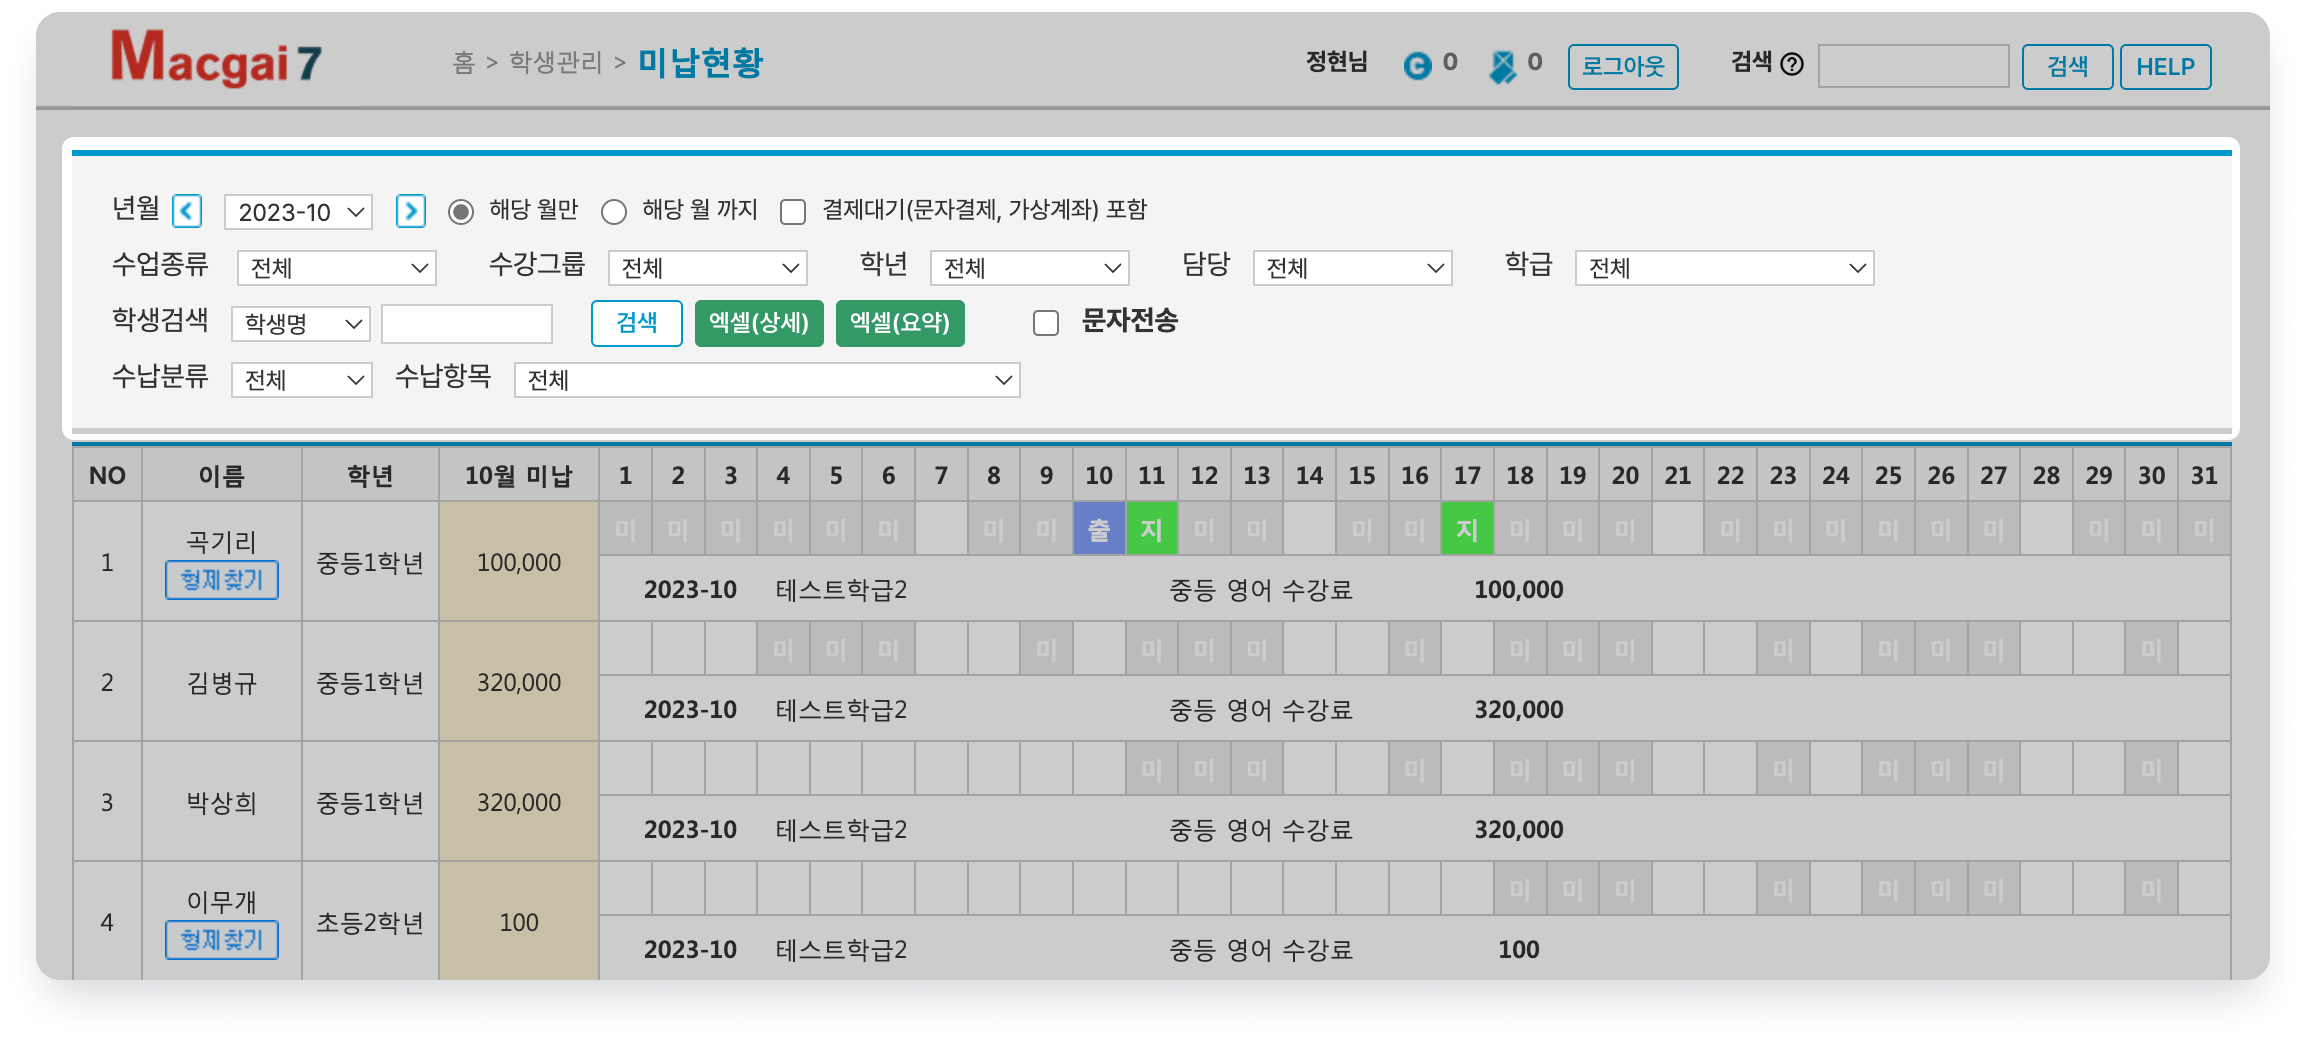 Macgai 7
홈 > 학생관리 > 미납현황
정현님 0 0 로그아웃 검색 ? 검색 HELP
년월 < 2023-10 > 해당 월만 해당 월 까지 결제대기(문자결제, 가상계좌) 포함
수업종류 전체 수강그룹 전체 학년 전체 담당 전체 학급 전체
학생검색 학생명 검색 엑셀(상세) 엑셀(요약) 문자전송
수납분류 전체 수납항목 전체
NO 이름 학년 10월 미납 1 2 3 4 5 6 7 8 9 10 11 12 13 14 15 16 17 18 19 20 21 22 23 24 25 26 27 28 29 30 31
미 미 미 미 미 미 미 미 출 지 미 미 미 미 지 미 미 미 미 미 미 미 미 미 미 미 미
1 곡기리 형제찾기 중등1학년 100,000
2023-10 테스트학급2 중등 영어 수강료 100,000
미 미 미 미 미 미 미 미 미 미 미 미 미 미 미 미
2 김병규 중등1학년 320,000
2023-10 테스트학급2 중등 영어 수강료 320,000
미 미 미 미 미 미 미 미 미 미 미 미
3 박상희 중등1학년 320,000
2023-10 테스트학급2 중등 영어 수강료 320,000
미 미 미 미 미 미 미 미
4 이무개 형제찾기 초등2학년 100
2023-10 테스트학급2 중등 영어 수강료 100